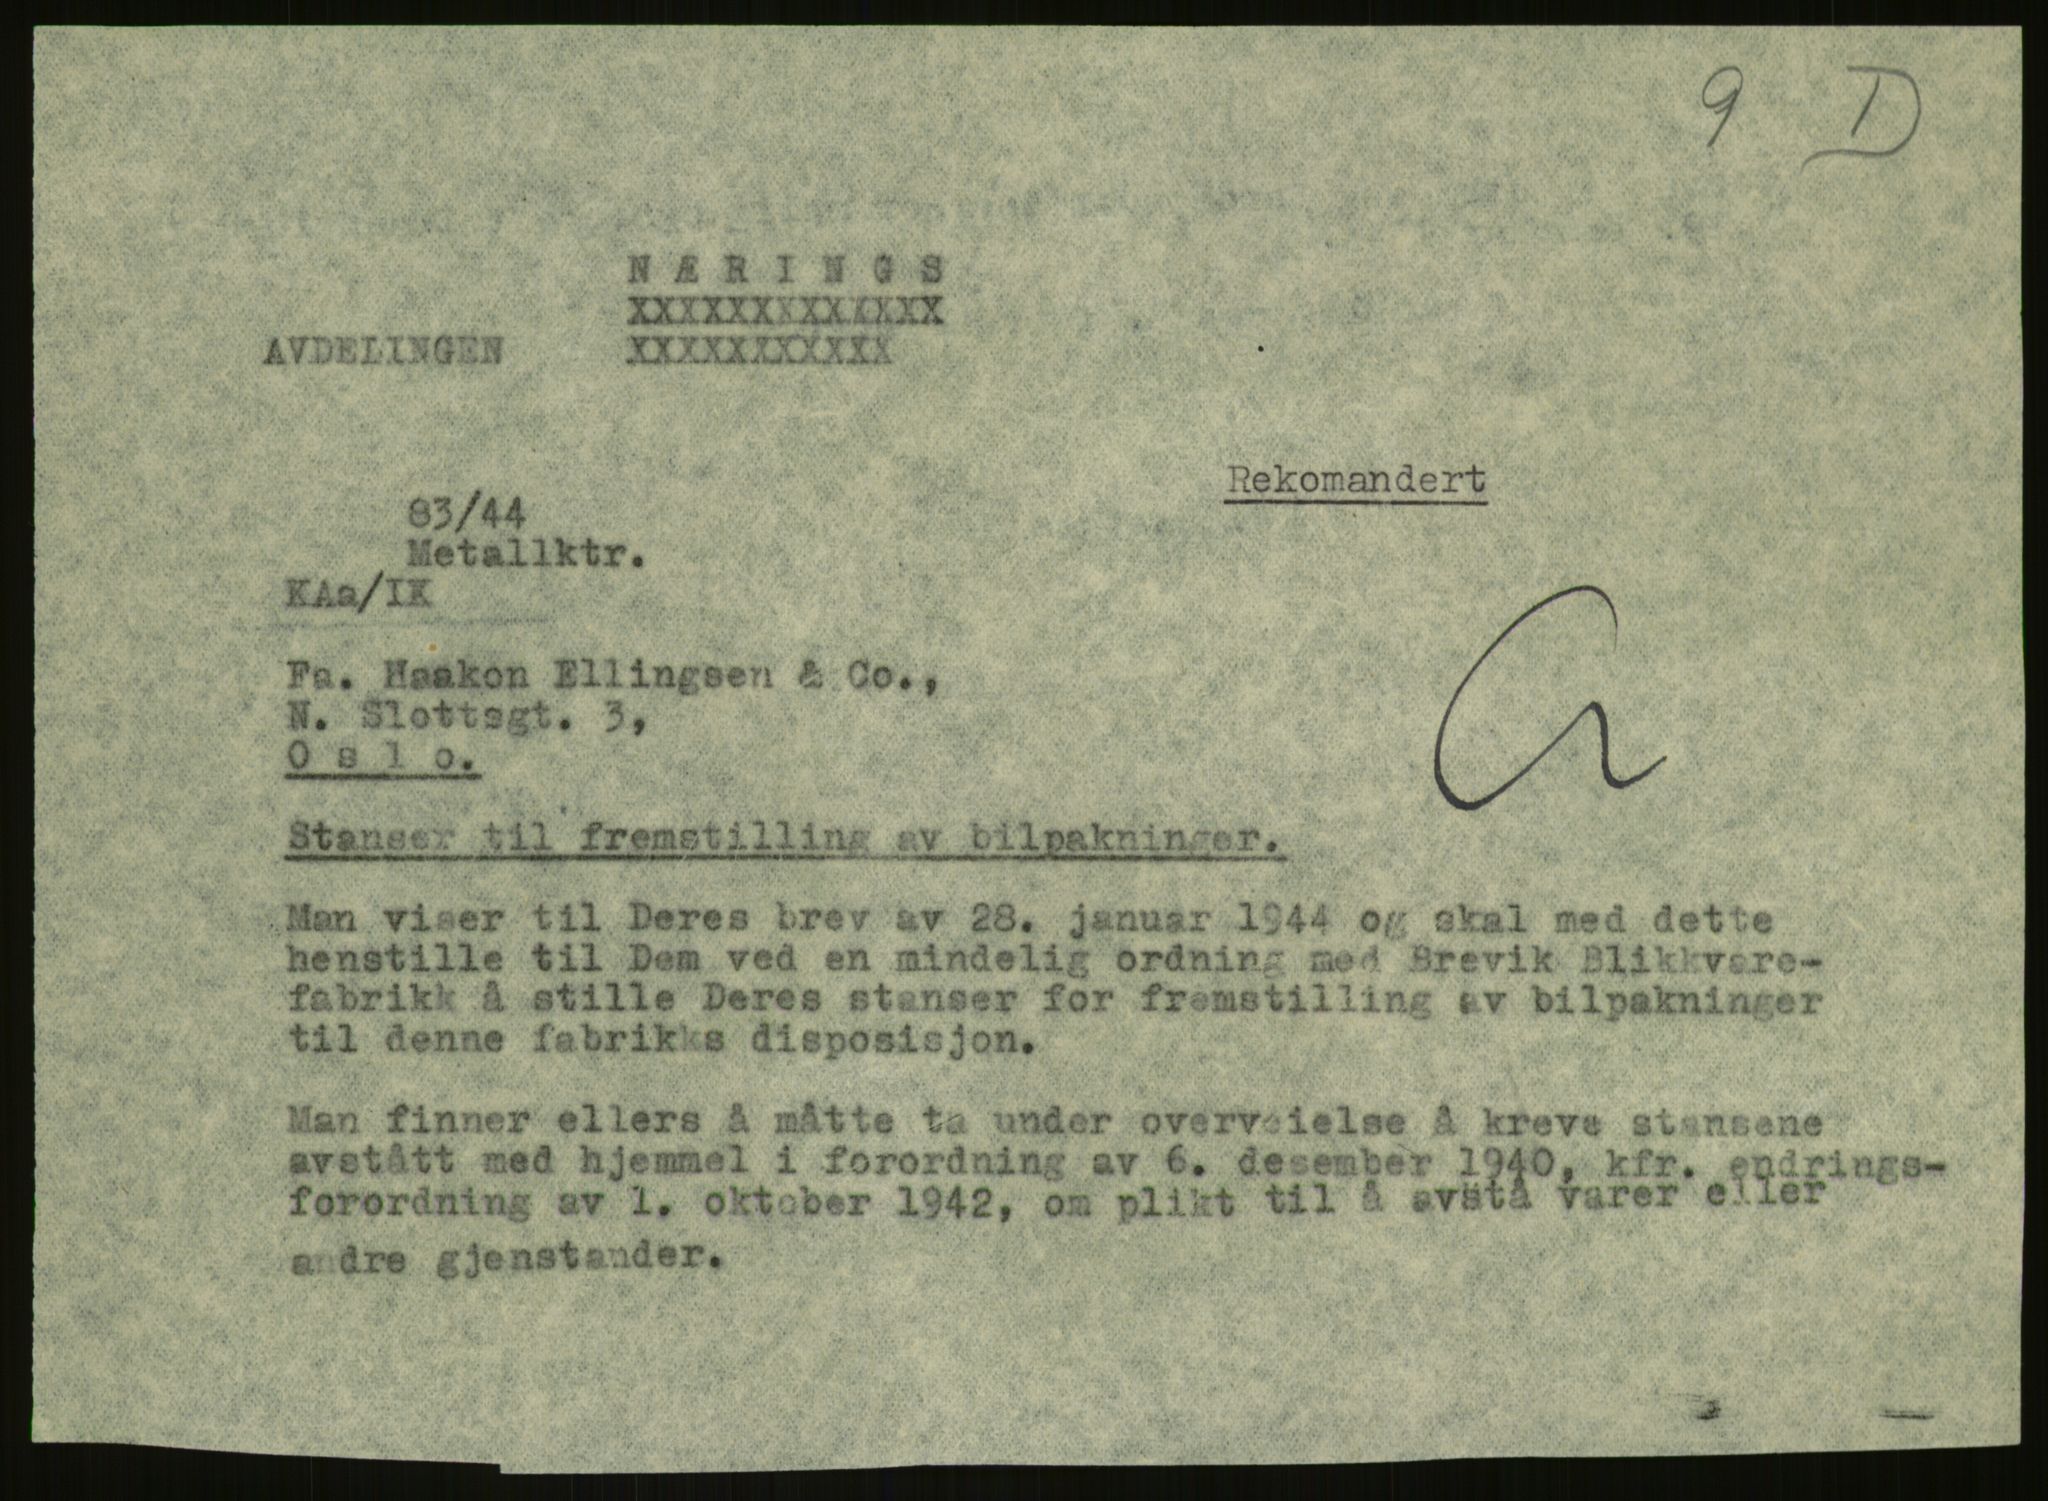 9 D
N Æ R I N G S
XXXXXXXXXXXXX
AVDELINGEN XXXXXXXXXXX
Rekomandert
83/44
Metallktr.
KAa/IK
Fa. Haakon Ellingsen & Co.,
N. Slottsgt. 3,
O s l o.
Stanser til fremstilling av bilpakninger.
Man viser til Deres brev av 28. januar 1944 og skal med dette
henstille til Dem ved en mindelig ordning med Brevik Blikkvare-
fabrikk å stille Deres stanser for fremstilling av bilpakninger
til denne fabrikks disposisjon.
Man finner ellers å måtte ta under overveielse å kreve stansene
avstått med hjemmel i forordning av 6. desember 1940, kfr. endrings-
forordning av 1. oktober 1942, om plikt til å avstå varer eller
andre gjenstander.